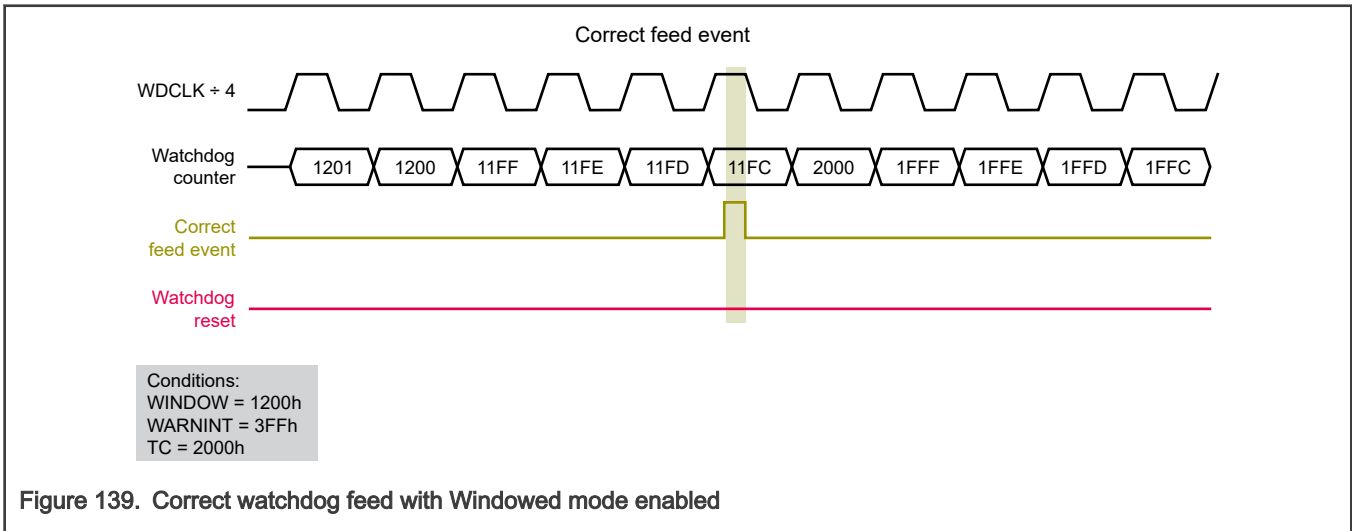 Correct feed event
WDCLK ÷ 4
Watchdog
counter
1201 1200 11FF 11FE 11FD 11FC 2000 1FFF 1FFE 1FFD 1FFC
Correct
feed event
Watchdog
reset
Conditions:
WINDOW = 1200h
WARNINT = 3FFh
TC = 2000h
Figure 139. Correct watchdog feed with Windowed mode enabled